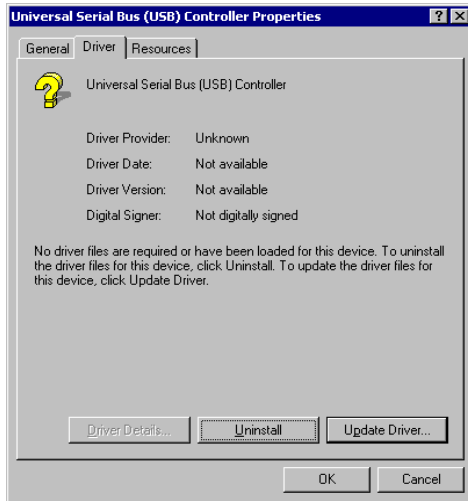 Universal Serial Bus (USB) Controller Properties
General Driver Resources
Universal Serial Bus (USB) Controller
Driver Provider: Unknown
Driver Date: Not available
Driver Version: Not available
Digital Signer: Not digitally signed
No driver files are required or have been loaded for this device. To uninstall
the driver files for this device, click Uninstall. To update the driver files for
this device, click Update Driver.
Driver Details... Uninstall Update Driver...
OK Cancel